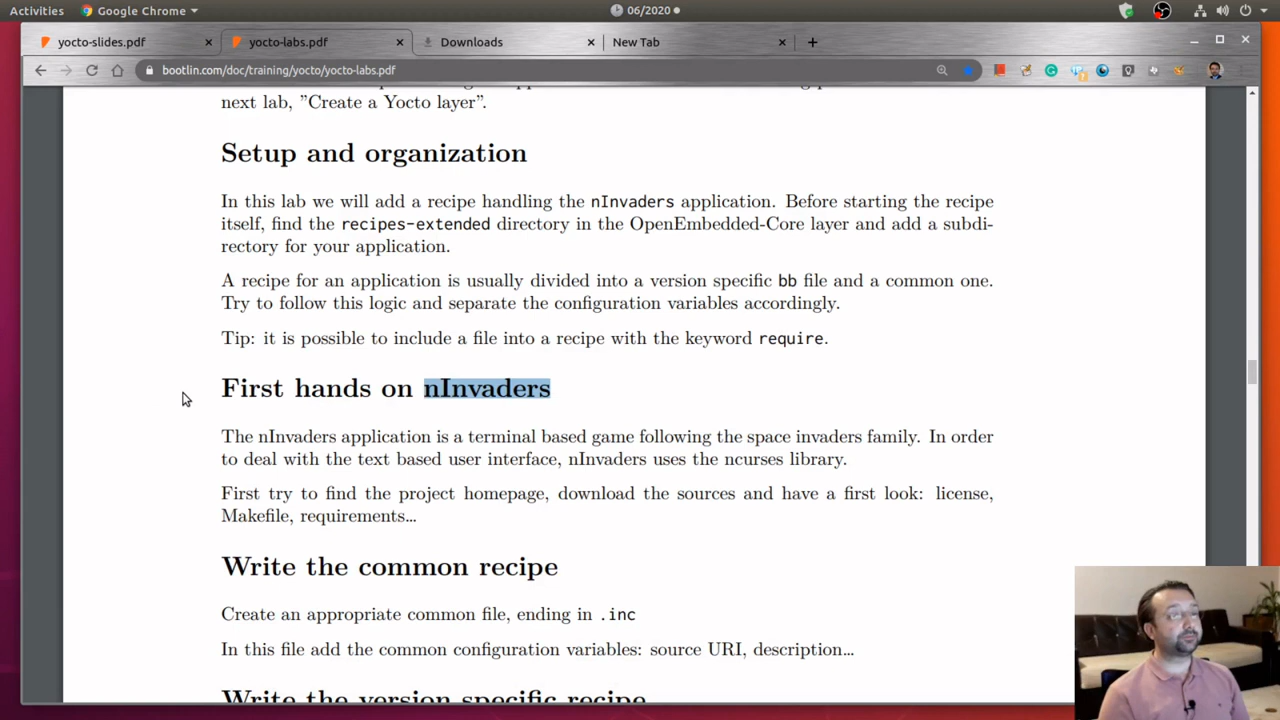 Activities Google Chrome 06/2020
yocto-slides.pdf yocto-labs.pdf Downloads New Tab
bootlin.com/doc/training/yocto/yocto-labs.pdf
next lab, ”Create a Yocto layer”.
Setup and organization
In this lab we will add a recipe handling the nInvaders application. Before starting the recipe
itself, find the recipes-extended directory in the OpenEmbedded-Core layer and add a subdi-
rectory for your application.
A recipe for an application is usually divided into a version specific bb file and a common one.
Try to follow this logic and separate the configuration variables accordingly.
Tip: it is possible to include a file into a recipe with the keyword require.
First hands on nInvaders
The nInvaders application is a terminal based game following the space invaders family. In order
to deal with the text based user interface, nInvaders uses the ncurses library.
First try to find the project homepage, download the sources and have a first look: license,
Makefile, requirements...
Write the common recipe
Create an appropriate common file, ending in .inc
In this file add the common configuration variables: source URI, description...
Write the version specific recipe